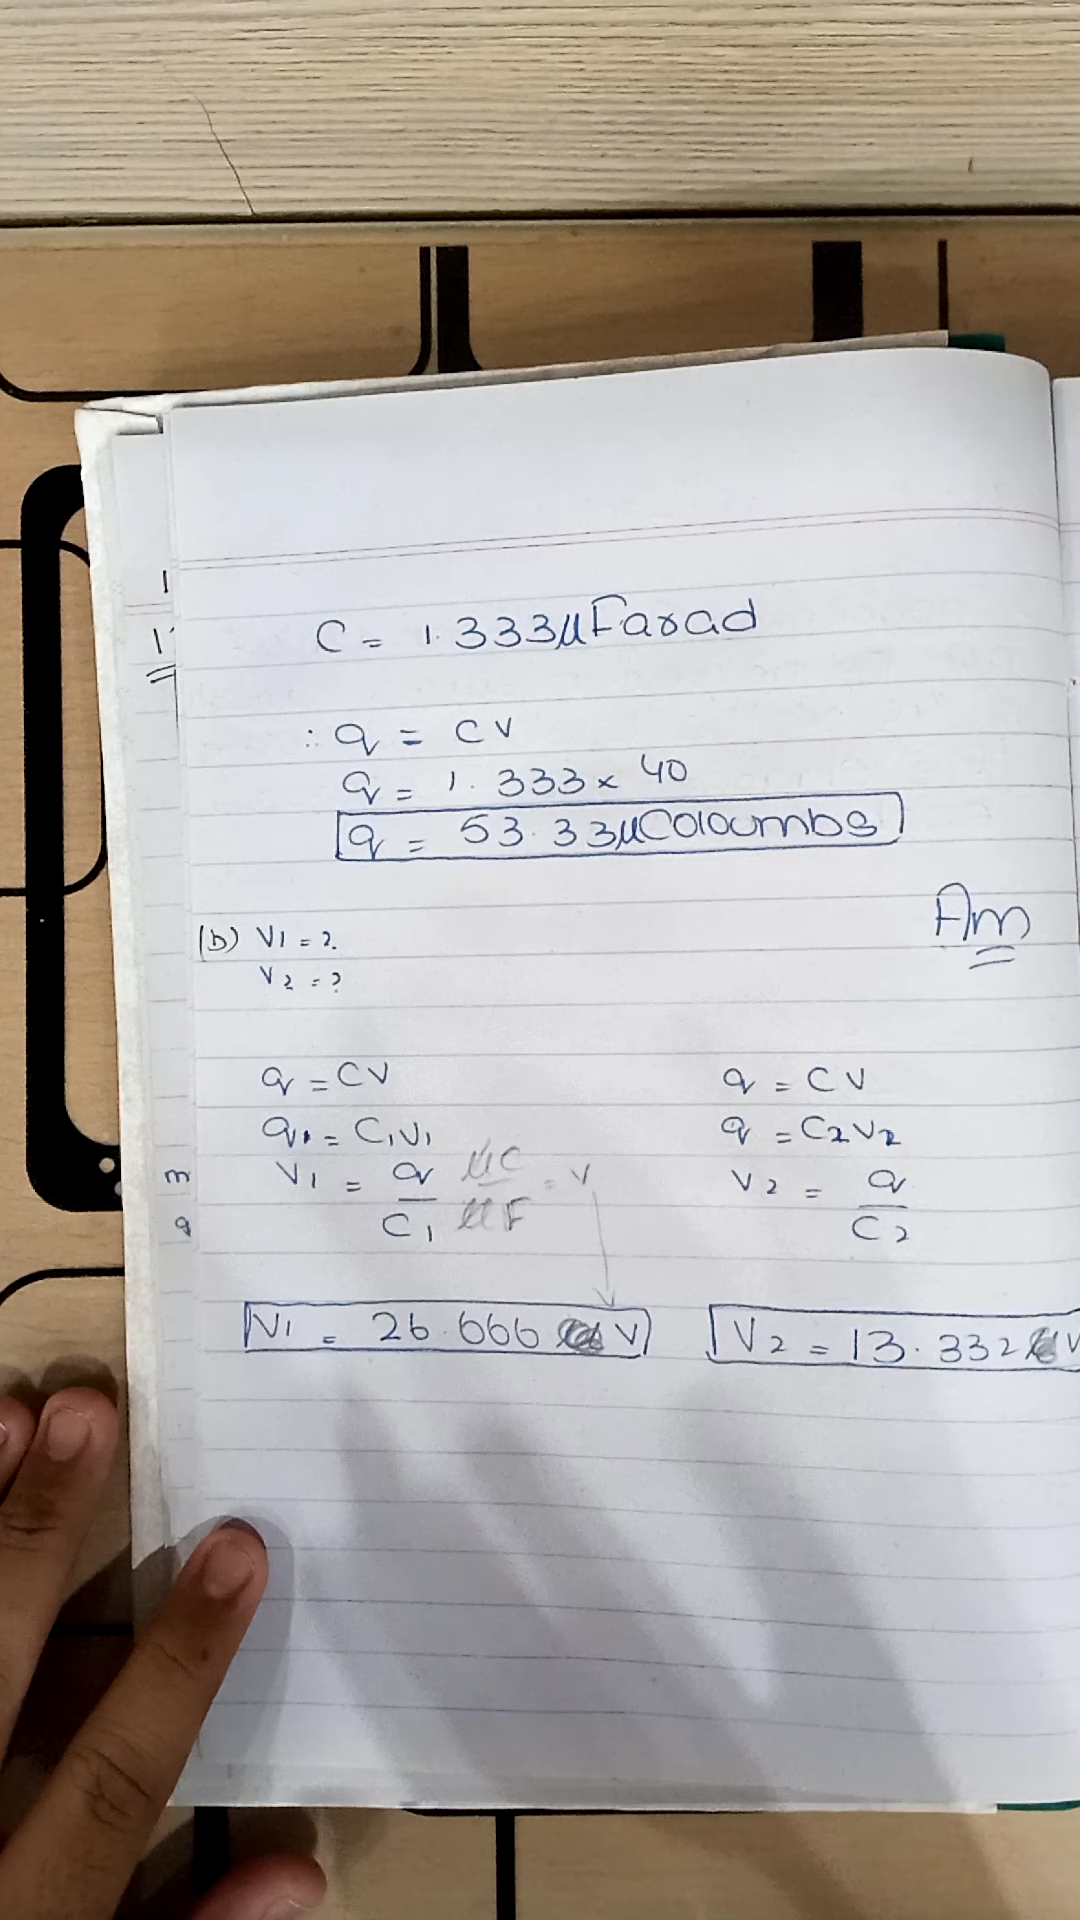 C = 1.333μFarad
∴ q = CV
q = 1.333 × 40
q = 53.33μColoumbs
Am
(b) V1 = ?
V2 = ?
q = CV
q = C1V1
V1 = q/C1 μC/μF = V
V1 = 26.666 V
q = CV
q = C2V2
V2 = q/C2
V2 = 13.332 V